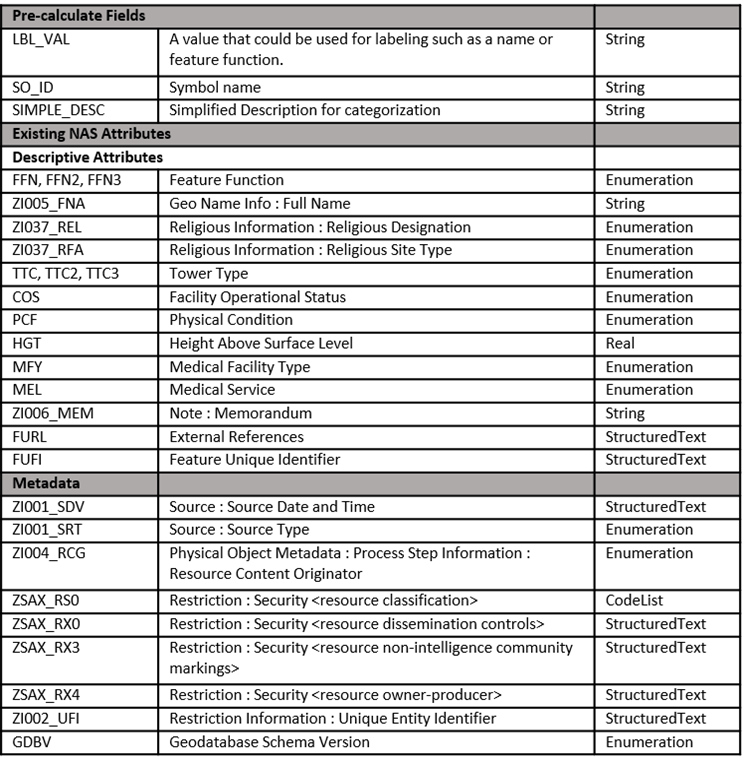 Pre-calculate Fields
LBL_VAL A value that could be used for labeling such as a name or String
feature function.
SO_ID Symbol name String
SIMPLE_DESC Simplified Description for categorization String
Existing NAS Attributes
Descriptive Attributes
FFN, FFN2, FFN3 Feature Function Enumeration
ZI005_FNA Geo Name Info : Full Name String
ZI037_REL Religious Information : Religious Designation Enumeration
ZI037_RFA Religious Information : Religious Site Type Enumeration
TTC, TTC2, TTC3 Tower Type Enumeration
COS Facility Operational Status Enumeration
PCF Physical Condition Enumeration
HGT Height Above Surface Level Real
MFY Medical Facility Type Enumeration
MEL Medical Service Enumeration
ZI006_MEM Note : Memorandum String
FURL External References StructuredText
FUFI Feature Unique Identifier StructuredText
Metadata
ZI001_SDV Source : Source Date and Time StructuredText
ZI001_SRT Source : Source Type Enumeration
ZI004_RCG Physical Object Metadata : Process Step Information : Enumeration
Resource Content Originator
ZSAX_RS0 Restriction : Security <resource classification> CodeList
ZSAX_RX0 Restriction : Security <resource dissemination controls> StructuredText
ZSAX_RX3 Restriction : Security <resource non-intelligence community StructuredText
markings>
ZSAX_RX4 Restriction : Security <resource owner-producer> StructuredText
ZI002_UFI Restriction Information : Unique Entity Identifier StructuredText
GDBV Geodatabase Schema Version Enumeration